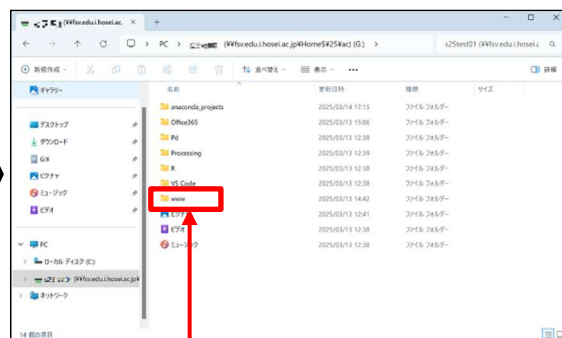 (¥¥fsv.edu.i.hosei.ac.
PC > (¥¥fsv.edu.i.hosei.ac.jp¥Home$¥25¥ac) (G:) >
s25test01 (¥¥fsv.edu.i.hosei.a
新規作成
並べ替え
表示
詳細
ギャラリー
デスクトップ
ダウンロード
G:¥
ピクチャ
ミュージック
ビデオ
PC
ローカル ディスク (C:)
(¥¥fsv.edu.i.hosei.ac.jp¥
ネットワーク
名前 更新日時 種類 サイズ
anaconda_projects 2025/03/14 17:15 ファイル フォルダー
Office365 2025/03/13 15:06 ファイル フォルダー
Pd 2025/03/13 12:38 ファイル フォルダー
Processing 2025/03/13 12:39 ファイル フォルダー
R 2025/03/13 12:38 ファイル フォルダー
VS Code 2025/03/13 12:38 ファイル フォルダー
www 2025/03/13 14:42 ファイル フォルダー
ピクチャ 2025/03/13 12:41 ファイル フォルダー
ビデオ 2025/03/13 12:38 ファイル フォルダー
ミュージック 2025/03/13 12:38 ファイル フォルダー
14 個の項目